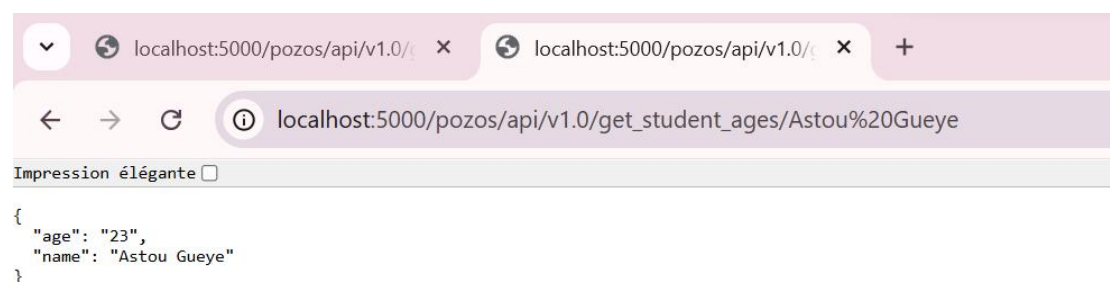 localhost:5000/pozos/api/v1.0/g
localhost:5000/pozos/api/v1.0/g
localhost:5000/pozos/api/v1.0/get_student_ages/Astou%20Gueye
Impression élégante
{
"age": "23",
"name": "Astou Gueye"
}